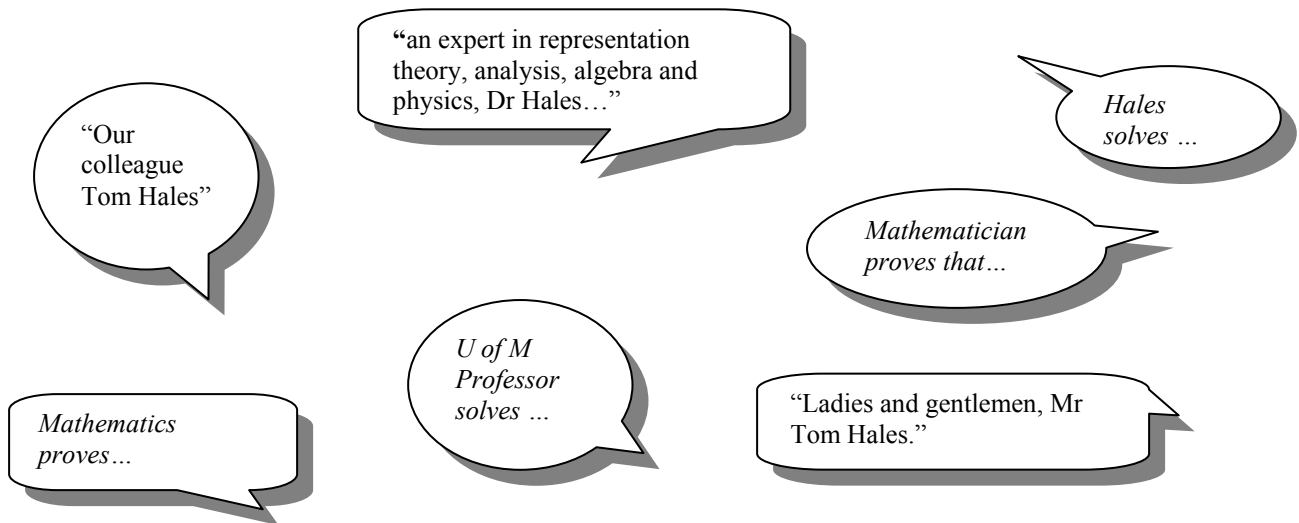 “an expert in representation
theory, analysis, algebra and
physics, Dr Hales…”
Hales
solves …
“Our
colleague
Tom Hales”
Mathematician
proves that…
U of M
Professor
solves …
“Ladies and gentlemen, Mr
Tom Hales.”
Mathematics
proves…